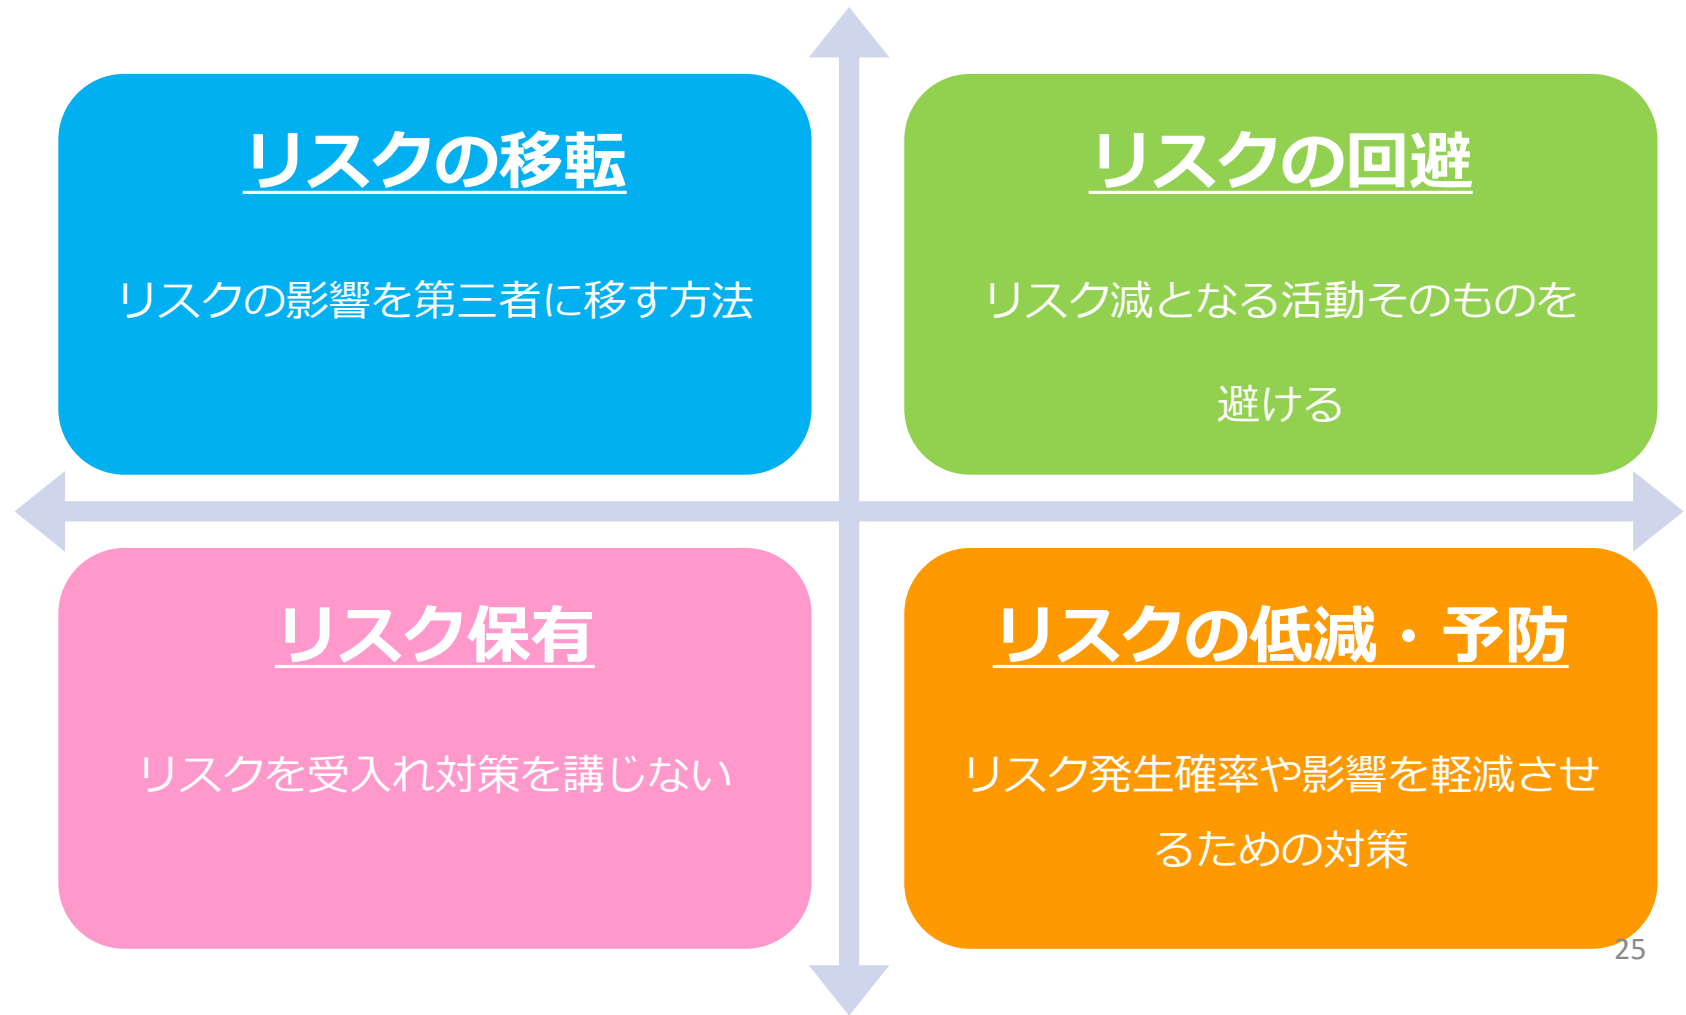 リスクの移転
リスクの影響を第三者に移す方法
リスクの回避
リスク減となる活動そのものを
避ける
リスク保有
リスクを受入れ対策を講じない
リスクの低減・予防
リスク発生確率や影響を軽減させ
るための対策
25